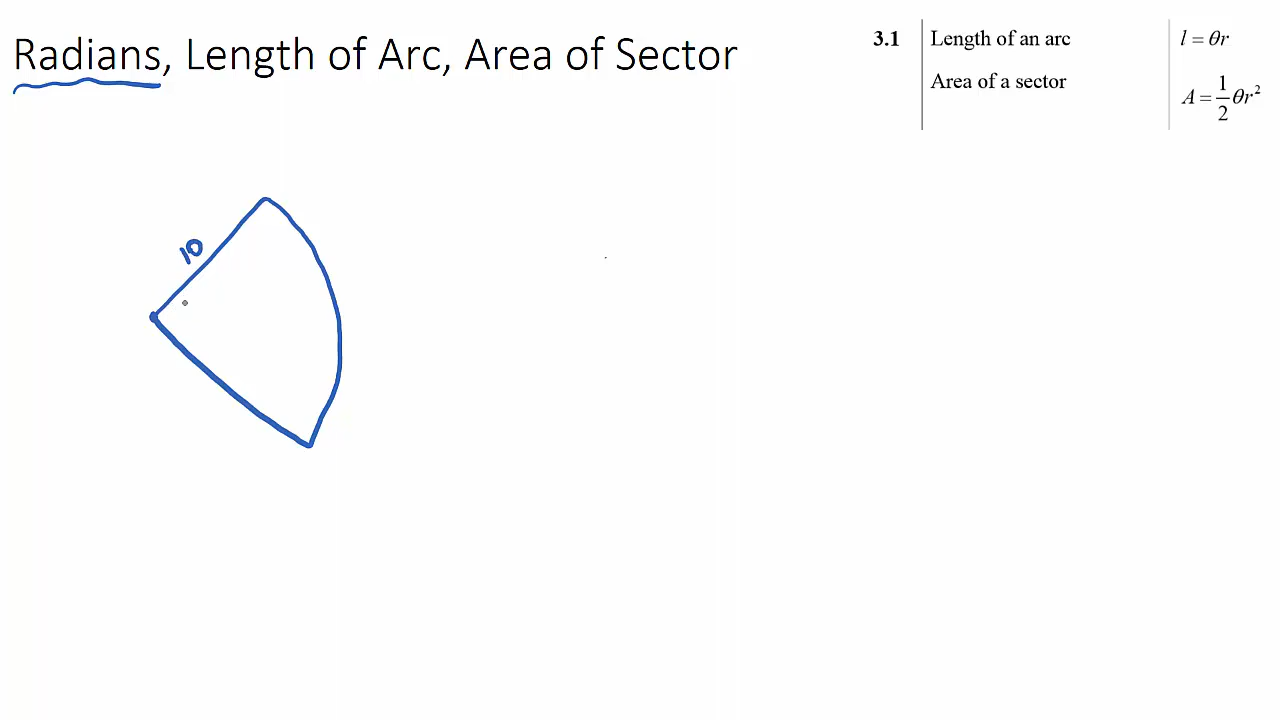 Radians, Length of Arc, Area of Sector
3.1 Length of an arc l = θr
Area of a sector A = \frac{1}{2}θr²
10